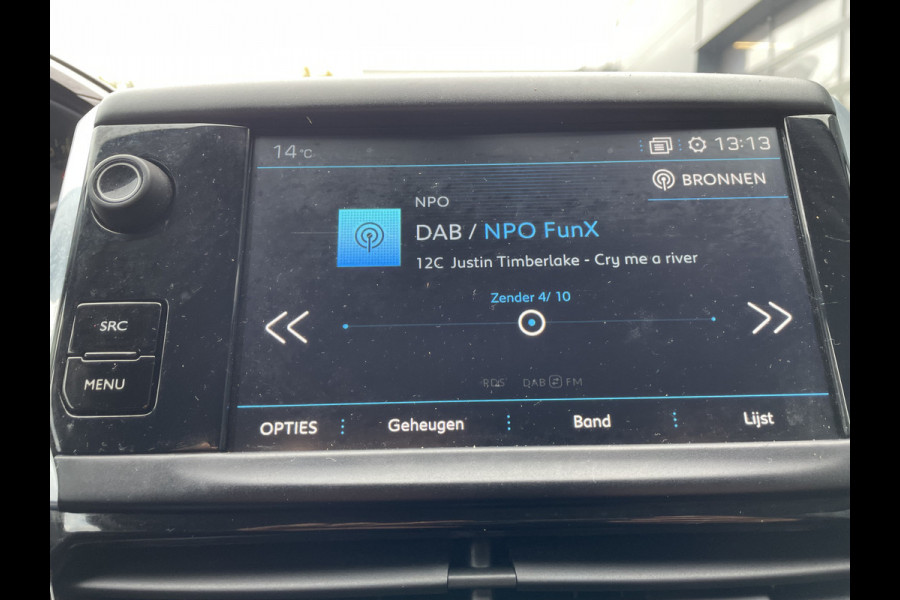 14°C
13:13
BRONNEN
NPO
DAB / NPO FunX
12C Justin Timberlake - Cry me a river
Zender 4/ 10
SRC
MENU
RDS DAB FM
OPTIES Geheugen Band Lijst